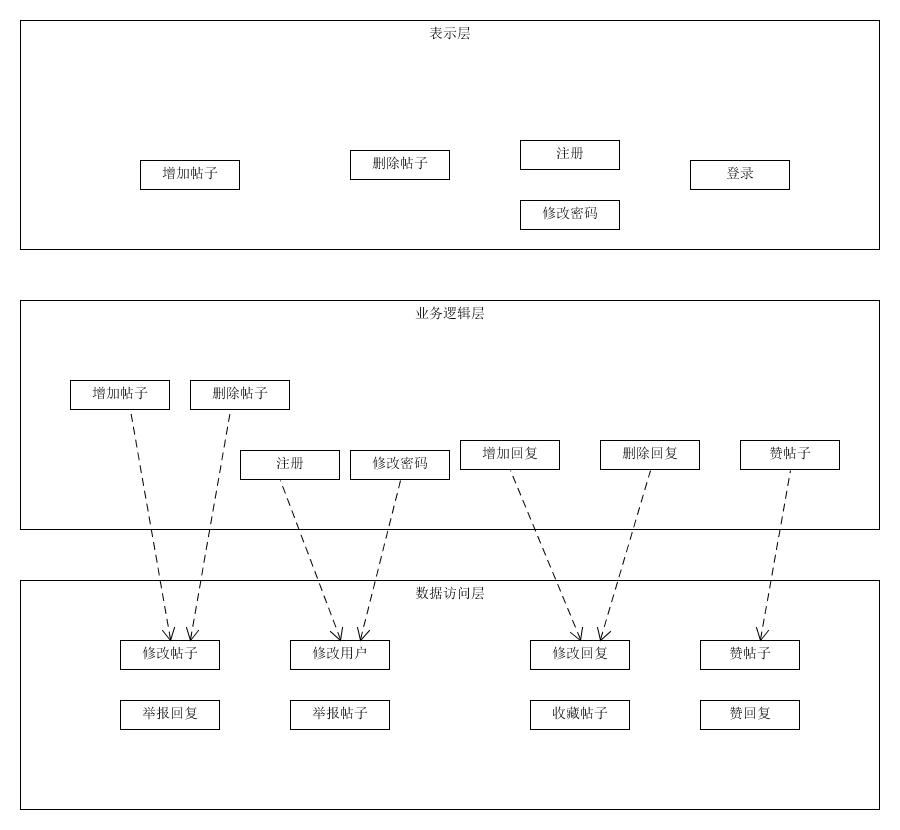 表示层
增加帖子
删除帖子
注册
登录
修改密码
业务逻辑层
增加帖子
删除帖子
注册
修改密码
增加回复
删除回复
赞帖子
数据访问层
修改帖子
修改用户
修改回复
赞帖子
举报回复
举报帖子
收藏帖子
赞回复